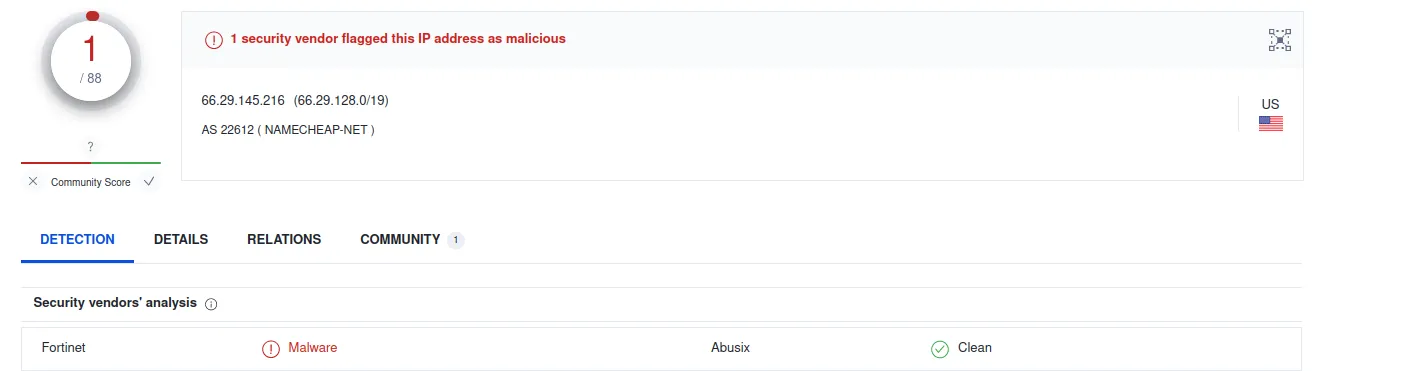 1
/ 88
?
Community Score
1 security vendor flagged this IP address as malicious
66.29.145.216 (66.29.128.0/19)
AS 22612 ( NAMECHEAP-NET )
US
DETECTION DETAILS RELATIONS COMMUNITY 1
Security vendors' analysis
Fortinet Malware Abusix Clean